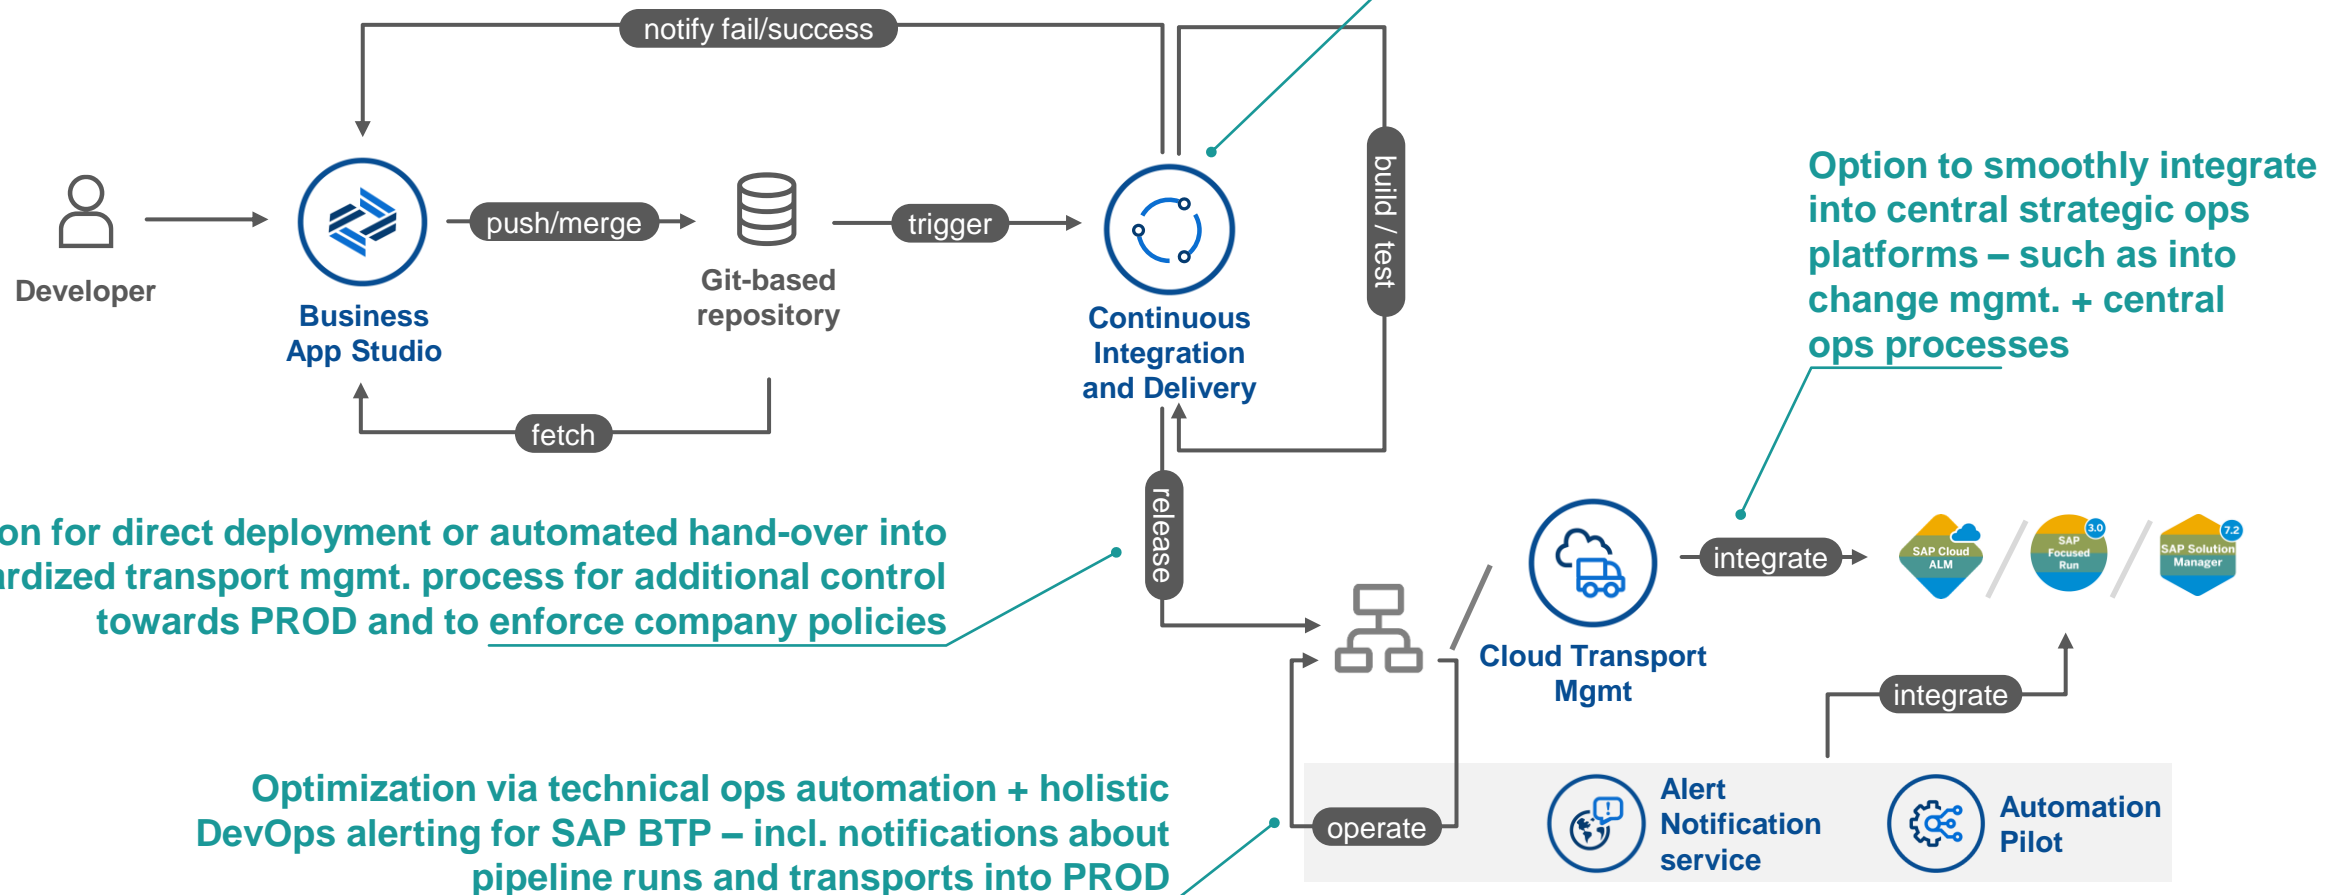 notify fail/success
build / test
Developer
Business
App Studio
push/merge
Git-based
repository
trigger
Continuous
Integration
and Delivery
fetch
Option to smoothly integrate
into central strategic ops
platforms – such as into
change mgmt. + central
ops processes
on for direct deployment or automated hand-over into
ardized transport mgmt. process for additional control
towards PROD and to enforce company policies
release
Cloud Transport
Mgmt
integrate
SAP Cloud
ALM
3.0
SAP
Focused
Run
7.2
SAP Solution
Manager
integrate
Optimization via technical ops automation + holistic
DevOps alerting for SAP BTP – incl. notifications about
pipeline runs and transports into PROD
operate
Alert
Notification
service
Automation
Pilot